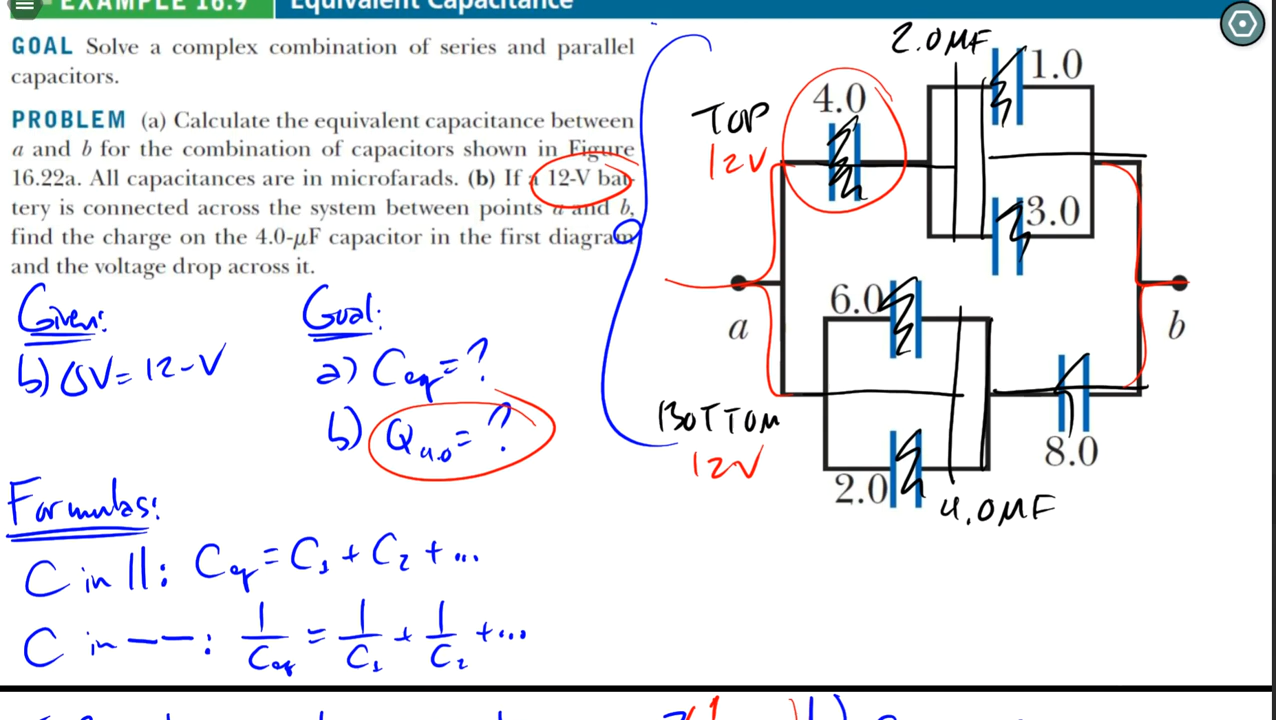 EXAMPLE 16.9 Equivalent Capacitance
GOAL Solve a complex combination of series and parallel
capacitors.
PROBLEM (a) Calculate the equivalent capacitance between
a and b for the combination of capacitors shown in Figure
16.22a. All capacitances are in microfarads. (b) If a 12-V bat-
tery is connected across the system between points a and b,
find the charge on the 4.0-μF capacitor in the first diagram
and the voltage drop across it.
Given:
b) ΔV = 12-V
Goal:
a) Ceq = ?
b) Q4.0 = ?
Formulas:
C in ||: Ceq = C1 + C2 + ...
C in —— : 1/Ceq = 1/C1 + 1/C2 + ...
2.0 μF
1.0
4.0
TOP
12V
3.0
6.0
a
b
BOTTOM
12V
8.0
2.0
4.0 μF